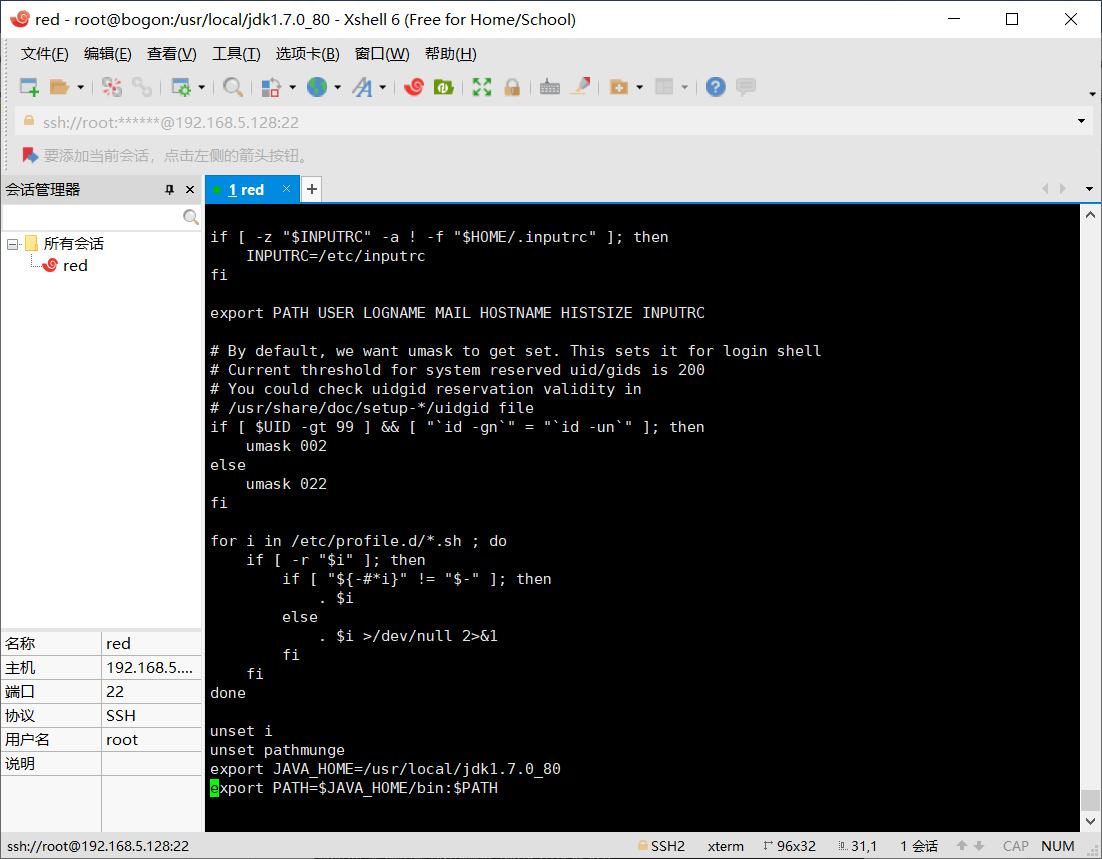 red - root@bogon:/usr/local/jdk1.7.0_80 - Xshell 6 (Free for Home/School)
文件(F) 编辑(E) 查看(V) 工具(T) 选项卡(B) 窗口(W) 帮助(H)
ssh://root:******@192.168.5.128:22
要添加当前会话，点击左侧的箭头按钮。
会话管理器
1 red
所有会话
red
名称 red
主机 192.168.5....
端口 22
协议 SSH
用户名 root
说明
if [ -z "$INPUTRC" -a ! -f "$HOME/.inputrc" ]; then
    INPUTRC=/etc/inputrc
fi
export PATH USER LOGNAME MAIL HOSTNAME HISTSIZE INPUTRC
# By default, we want umask to get set. This sets it for login shell
# Current threshold for system reserved uid/gids is 200
# You could check uidgid reservation validity in
# /usr/share/doc/setup-*/uidgid file
if [ $UID -gt 99 ] && [ "`id -gn`" = "`id -un`" ]; then
    umask 002
else
    umask 022
fi
for i in /etc/profile.d/*.sh ; do
    if [ -r "$i" ]; then
        if [ "${-#*i}" != "$-" ]; then
            . $i
        else
            . $i >/dev/null 2>&1
        fi
    fi
done
unset i
unset pathmunge
export JAVA_HOME=/usr/local/jdk1.7.0_80
export PATH=$JAVA_HOME/bin:$PATH
ssh://root@192.168.5.128:22 SSH2 xterm 96x32 31,1 1 会话 CAP NUM